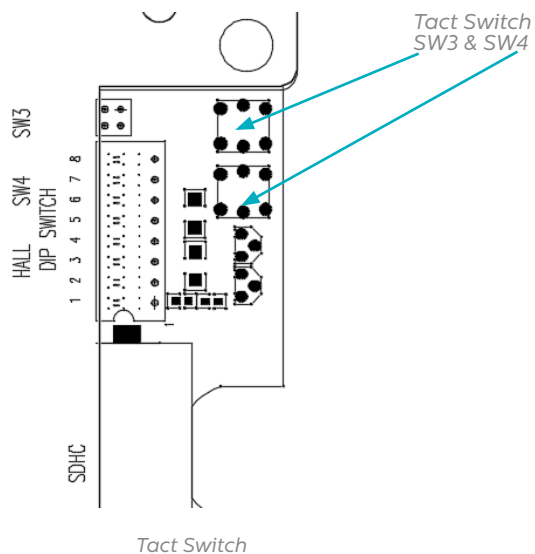 Tact Switch
SW3 & SW4
SW3
HALL SW4
DIP SWITCH
1 2 3 4 5 6 7 8
1
SDHC
Tact Switch